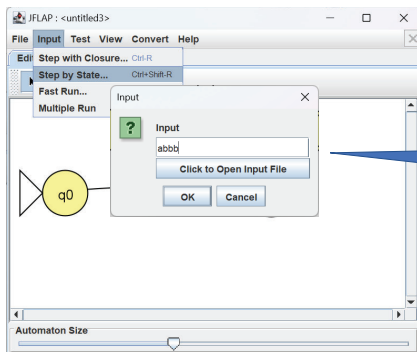 JFLAP : <untitled3>
File Input Test View Convert Help
Step with Closure... Ctrl-R
Step by State... Ctrl+Shift-R
Fast Run...
Multiple Run
Input
Input
abbb
Click to Open Input File
OK Cancel
q0
Automaton Size